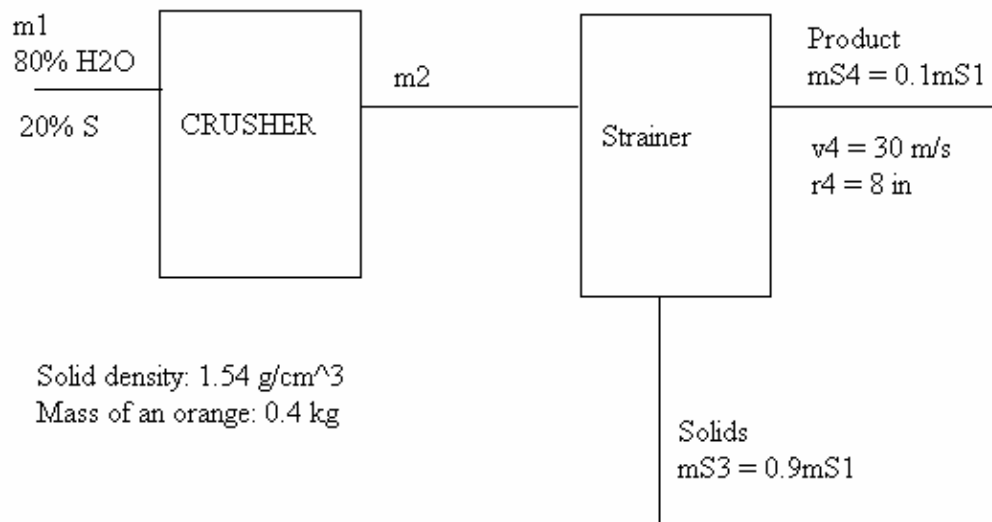 m1
80% H2O
20% S
CRUSHER
m2
Strainer
Product
mS4 = 0.1mS1
v4 = 30 m/s
r4 = 8 in
Solid density: 1.54 g/cm^3
Mass of an orange: 0.4 kg
Solids
mS3 = 0.9mS1